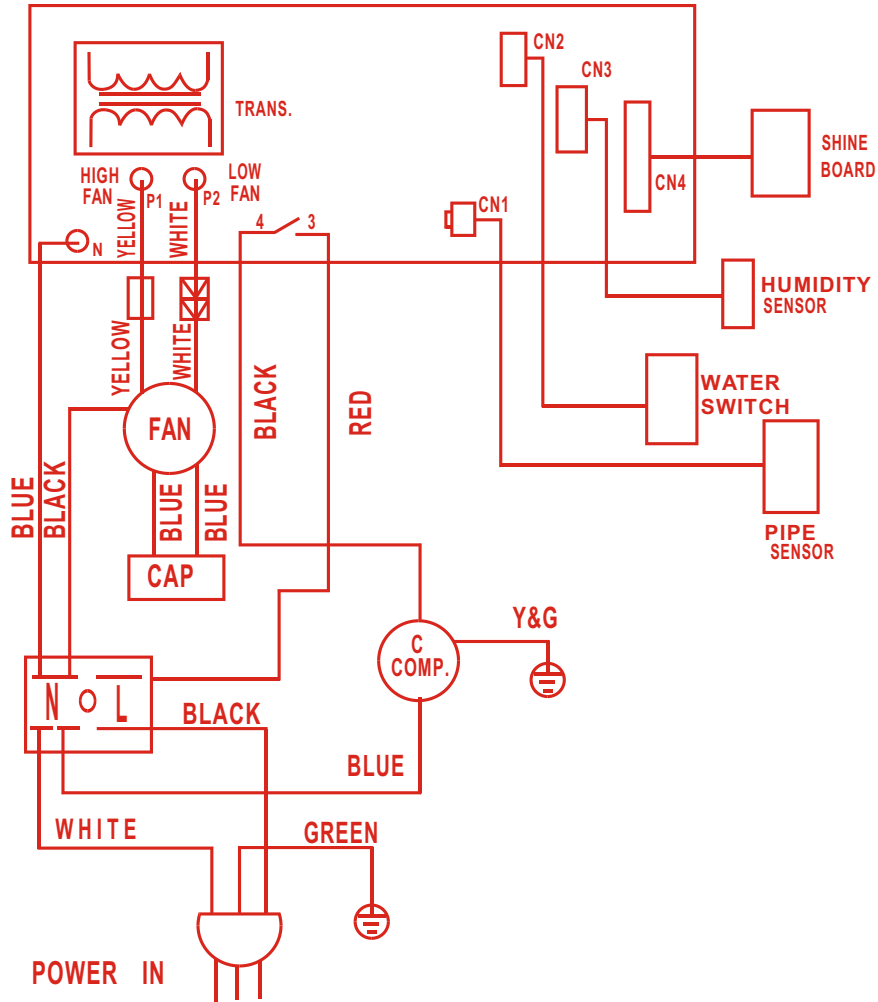 CN2
CN3
TRANS.
SHINE
BOARD
HIGH
FAN
P1
P2
LOW
FAN
CN4
CN1
4
3
YELLOW
WHITE
N
HUMIDITY
SENSOR
YELLOW
WHITE
BLACK
RED
WATER
SWITCH
FAN
BLUE
BLACK
BLUE
BLUE
PIPE
SENSOR
CAP
Y&G
C
COMP.
N O L
BLACK
BLUE
WHITE
GREEN
POWER IN